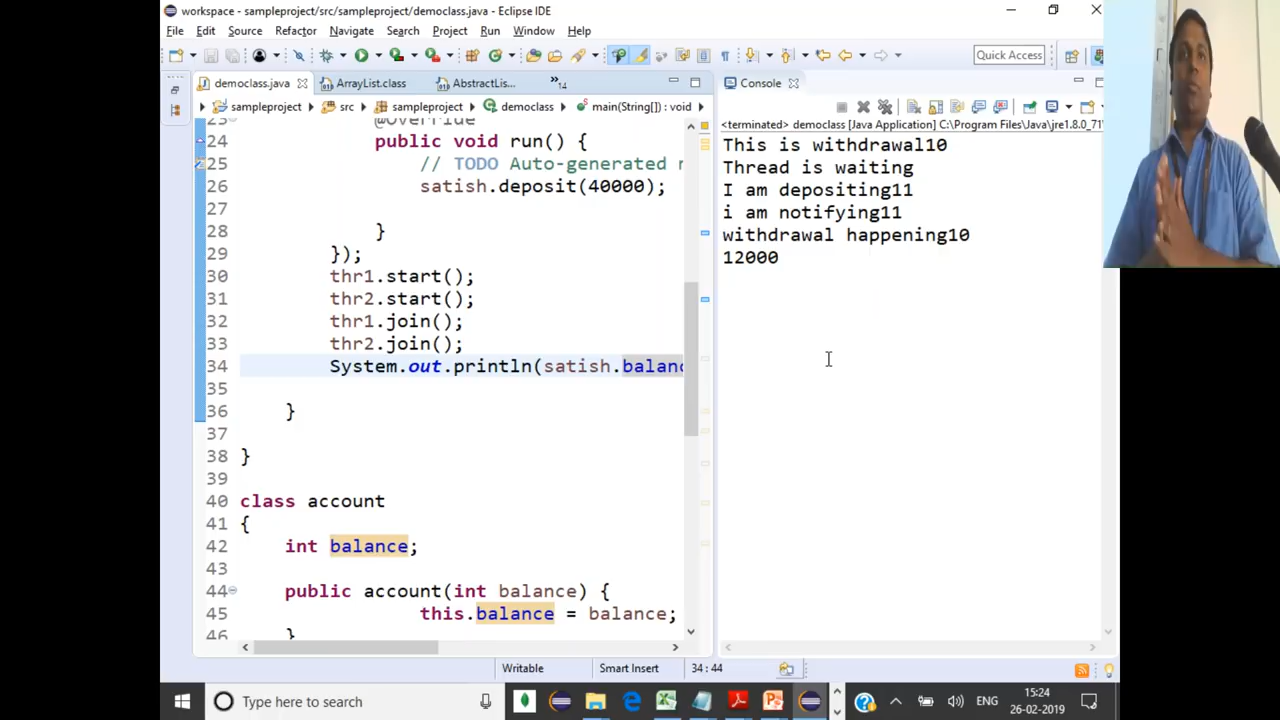 workspace - sampleproject/src/sampleproject/democlass.java - Eclipse IDE
File Edit Source Refactor Navigate Search Project Run Window Help
Quick Access
democlass.java ArrayList.class AbstractLis... 14
sampleproject src sampleproject democlass main(String[]) : void
23 @Override
24 public void run() {
25 // TODO Auto-generated
26 satish.deposit(40000);
27
28 }
29 });
30 thr1.start();
31 thr2.start();
32 thr1.join();
33 thr2.join();
34 System.out.println(satish.balanc
35
36 }
37
38 }
39
40 class account
41 {
42 int balance;
43
44 public account(int balance) {
45 this.balance = balance;
46 }
Console
<terminated> democlass [Java Application] C:\Program Files\Java\jre1.8.0_71\
This is withdrawal10
Thread is waiting
I am depositing11
i am notifying11
withdrawal happening10
12000
Writable Smart Insert 34 : 44
Type here to search
ENG
15:24
26-02-2019